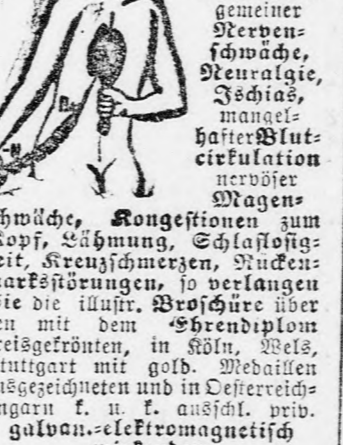 gemeiner
Nerven=
schwäche,
Neuralgie,
Ischias,
mangel=
hafter Blut=
cirkulation
nervöser
Magen=
hwäche, Kongestionen zum
opf, Lähmung, Schlaflosig=
eit, Kreuzschmerzen, Rücken=
arksstörungen, so verlangen
ie die illustr. Broschüre über
en mit dem Ehrendiplom
reisgekrönten, in Köln, Wels,
tuttgart mit gold. Medaillen
usgezeichneten und in Oesterreich=
ngarn k. u. k. ausschl. priv.
galvan.=elektromagnetisch